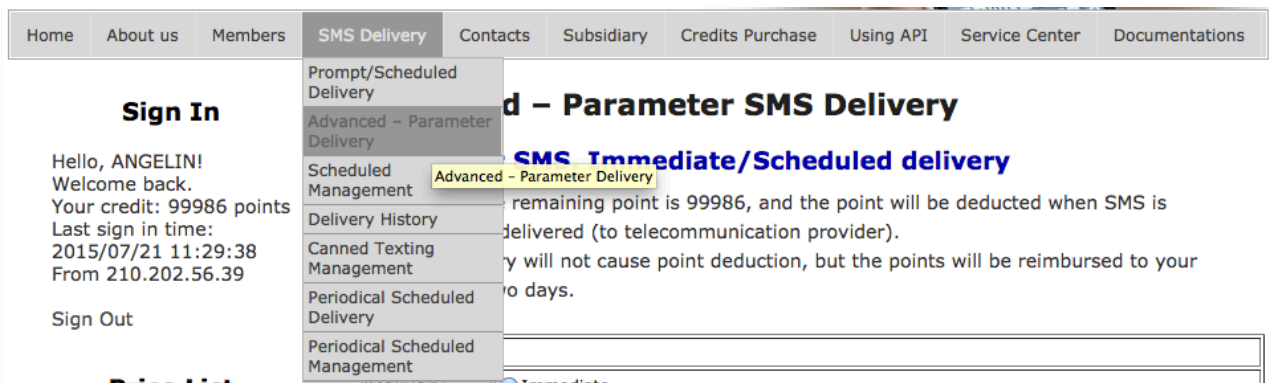 Home About us Members SMS Delivery Contacts Subsidiary Credits Purchase Using API Service Center Documentations
Prompt/Scheduled
Delivery
Advanced – Parameter
Delivery
Scheduled
Management
Delivery History
Canned Texting
Management
Periodical Scheduled
Delivery
Periodical Scheduled
Management
Advanced – Parameter Delivery
Sign In
Hello, ANGELIN!
Welcome back.
Your credit: 99986 points
Last sign in time:
2015/07/21 11:29:38
From 210.202.56.39
Sign Out
Price List
– Parameter SMS Delivery
SMS Immediate/Scheduled delivery
remaining point is 99986, and the point will be deducted when SMS is
delivered (to telecommunication provider).
will not cause point deduction, but the points will be reimbursed to your
days.
Immediate